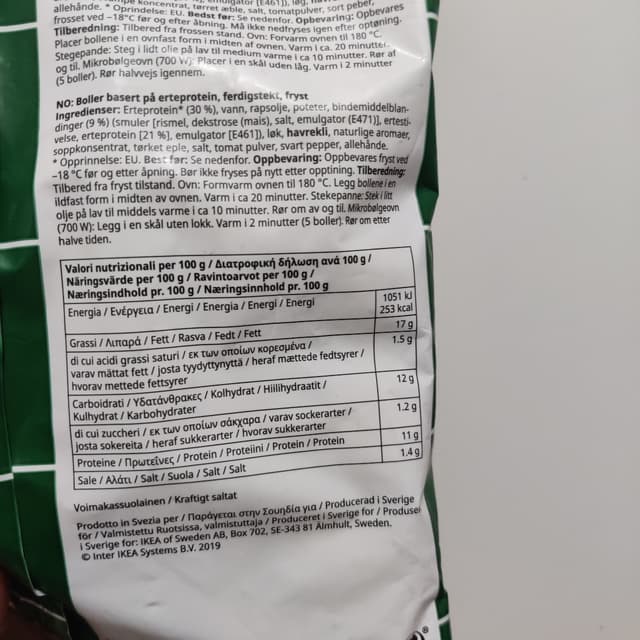 koncentrat, tørret æble, salt, tomatpulver, sort peber,
allehånde. * Oprindelse: EU. Bedst før: Se nedenfor. Opbevaring: Opbevares
frosset ved –18°C før og efter åbning. Må ikke nedfryses igen efter optøning.
Tilberedning: Tilbered fra frossen stand. Ovn: Forvarm ovnen til 180 °C.
Placer bollene i en ovnfast form i midten af ovnen. Varm i ca. 20 minutter.
Stegepande: Steg i lidt olie på lav til medium varme i ca 10 minutter. Rør af
og til. Mikrobølgeovn (700 W): Placer i en skål uden låg. Varm i 2 minutter
(5 boller). Rør halvvejs igennem.
NO: Boller basert på erteprotein, ferdigstekt, fryst
Ingredienser: Erteprotein* (30 %), vann, rapsolje, poteter, bindemiddelblan-
dinger (9 %) (smuler [rismel, dekstrose (mais), salt, emulgator (E471)], ertesti-
velse, erteprotein [21 %], emulgator [E461]), løk, havrekli, naturlige aromaer,
soppkonsentrat, tørket eple, salt, tomat pulver, svart pepper, allehånde.
* Opprinnelse: EU. Best før: Se nedenfor. Oppbevaring: Oppbevares fryst ved
–18 °C før og etter åpning. Bør ikke fryses på nytt etter opptining. Tilberedning:
Tilbered fra fryst tilstand. Ovn: Formvarm ovnen til 180 °C. Legg bollene i en
ildfast form i midten av ovnen. Varm i ca 20 minutter. Stekepanne: Stek i litt
olje på lav til middels varme i ca 10 minutter. Rør om av og til. Mikrobølgeovn
(700 W): Legg i en skål uten lokk. Varm i 2 minutter (5 boller). Rør om etter
halve tiden.
Valori nutrizionali per 100 g / Διατροφική δήλωση ανά 100 g /
Näringsvärde per 100 g / Ravintoarvot per 100 g /
Næringsindhold pr. 100 g / Næringsinnhold pr. 100 g
Energia / Ενέργεια / Energi / Energia / Energi / Energi 1051 kJ
253 kcal
Grassi / Λιπαρά / Fett / Rasva / Fedt / Fett 17 g
di cui acidi grassi saturi / εκ των οποίων κορεσμένα / 1.5 g
varav mättat fett / josta tyydyttynyttä / heraf mættede fedtsyrer /
hvorav mettede fettsyrer
Carboidrati / Υδατάνθρακες / Kolhydrat / Hiilihydraatit / 12 g
Kulhydrat / Karbohydrater
di cui zuccheri / εκ των οποίων σάκχαρα / varav sockerarter / 1.2 g
josta sokereita / heraf sukkerarter / hvorav sukkerarter
Proteine / Πρωτεΐνες / Protein / Proteiini / Protein / Protein 11 g
Sale / Αλάτι / Salt / Suola / Salt / Salt 1.4 g
Voimakassuolainen / Kraftigt saltat
Prodotto in Svezia per / Παράγεται στην Σουηδία για / Producerad i Sverige
för / Valmistettu Ruotsissa, valmistuttaja / Produceret i Sverige for / Produse
i Sverige for: IKEA of Sweden AB, Box 702, SE-343 81 Älmhult, Sweden.
© Inter IKEA Systems B.V. 2019
®